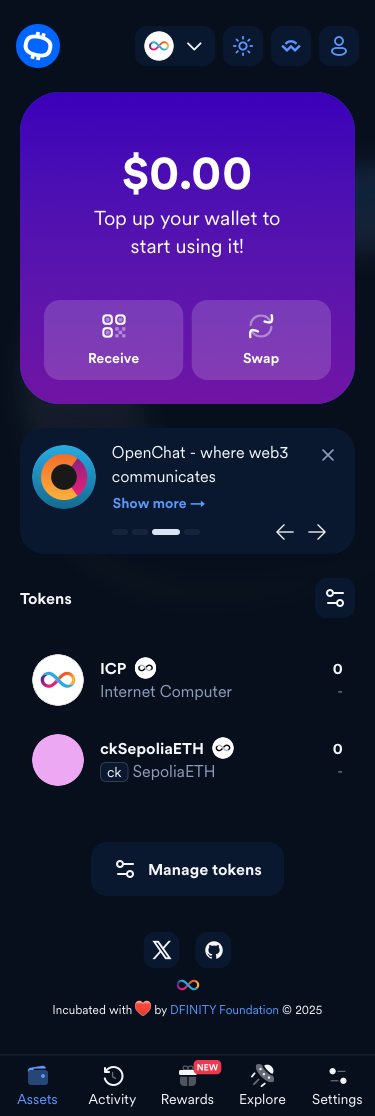 $0.00
Top up your wallet to
start using it!
Receive
Swap
OpenChat - where web3
communicates
Show more →
Tokens
ICP
0
Internet Computer
-
ckSepoliaETH
0
ck SepoliaETH
-
Manage tokens
Incubated with ❤️ by DFINITY Foundation © 2025
NEW
Assets
Activity
Rewards
Explore
Settings